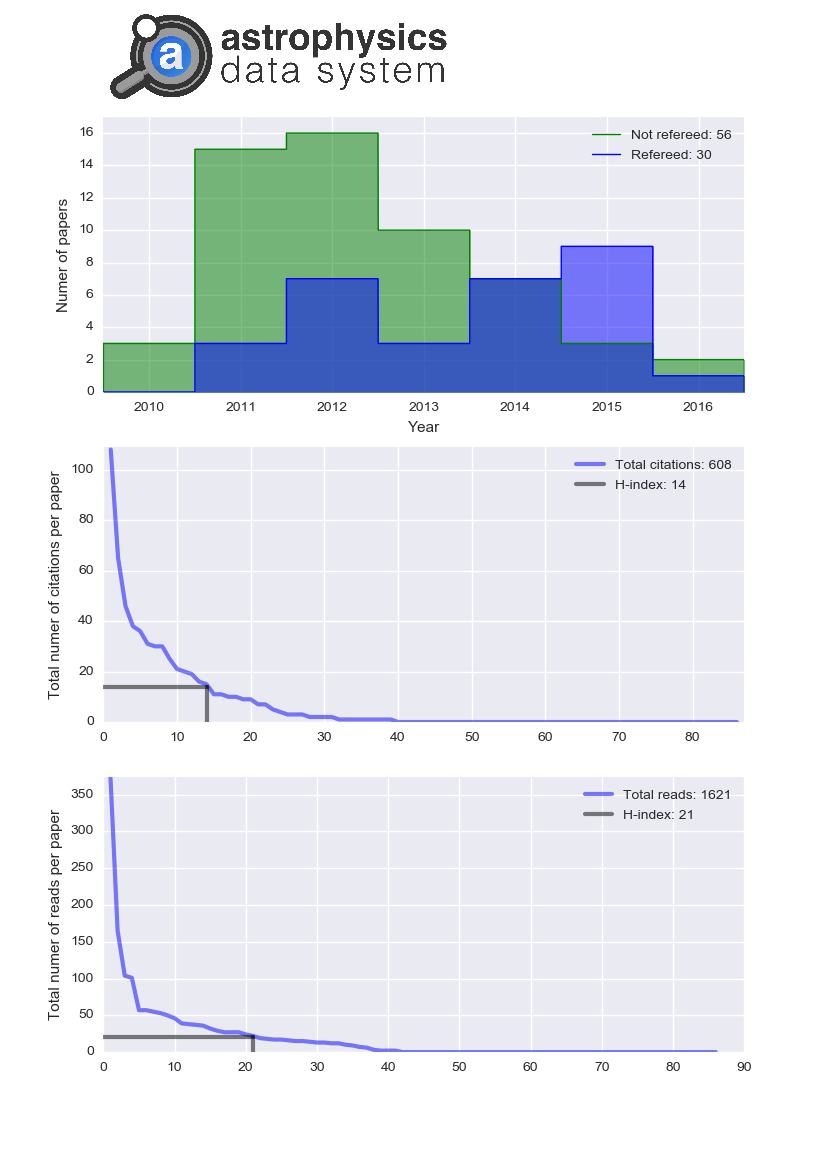 a
astrophysics
data system
Numer of papers
16
14
12
10
8
6
4
2
0
Not refereed: 56
Refereed: 30
2010 2011 2012 2013 2014 2015 2016
Year
Total numer of citations per paper
100
80
60
40
20
0
Total citations: 608
H-index: 14
0 10 20 30 40 50 60 70 80
Total numer of reads per paper
350
300
250
200
150
100
50
0
Total reads: 1621
H-index: 21
0 10 20 30 40 50 60 70 80 90